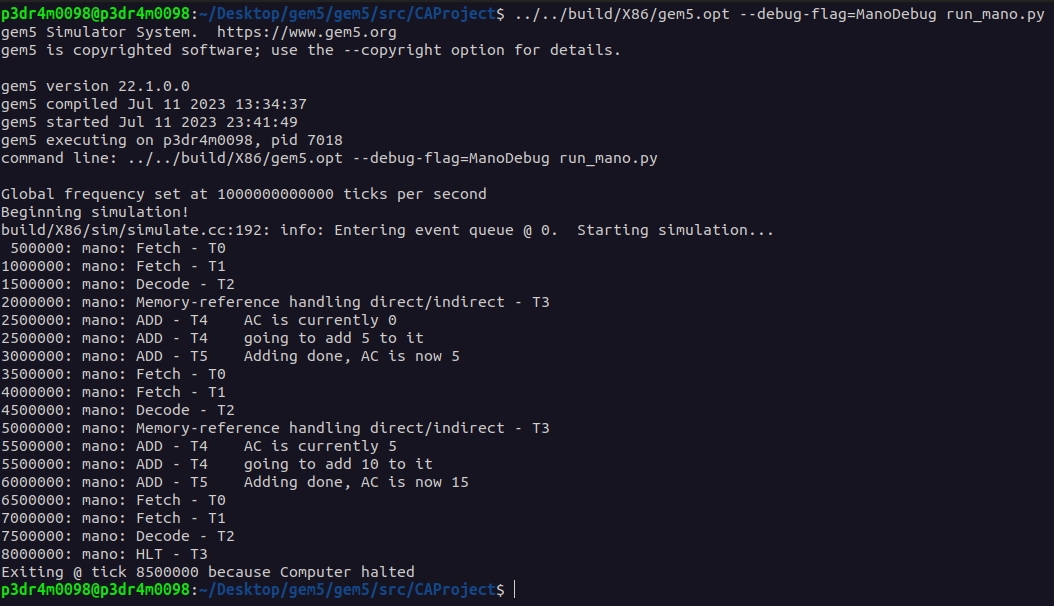 p3dr4m0098@p3dr4m0098:~/Desktop/gem5/gem5/src/CAProject$ ../../build/X86/gem5.opt --debug-flag=ManoDebug run_mano.py
gem5 Simulator System.  https://www.gem5.org
gem5 is copyrighted software; use the --copyright option for details.

gem5 version 22.1.0.0
gem5 compiled Jul 11 2023 13:34:37
gem5 started Jul 11 2023 23:41:49
gem5 executing on p3dr4m0098, pid 7018
command line: ../../build/X86/gem5.opt --debug-flag=ManoDebug run_mano.py

Global frequency set at 1000000000000 ticks per second
Beginning simulation!
build/X86/sim/simulate.cc:192: info: Entering event queue @ 0.  Starting simulation...
 500000: mano: Fetch - T0
1000000: mano: Fetch - T1
1500000: mano: Decode - T2
2000000: mano: Memory-reference handling direct/indirect - T3
2500000: mano: ADD - T4    AC is currently 0
2500000: mano: ADD - T4    going to add 5 to it
3000000: mano: ADD - T5    Adding done, AC is now 5
3500000: mano: Fetch - T0
4000000: mano: Fetch - T1
4500000: mano: Decode - T2
5000000: mano: Memory-reference handling direct/indirect - T3
5500000: mano: ADD - T4    AC is currently 5
5500000: mano: ADD - T4    going to add 10 to it
6000000: mano: ADD - T5    Adding done, AC is now 15
6500000: mano: Fetch - T0
7000000: mano: Fetch - T1
7500000: mano: Decode - T2
8000000: mano: HLT - T3
Exiting @ tick 8500000 because Computer halted
p3dr4m0098@p3dr4m0098:~/Desktop/gem5/gem5/src/CAProject$